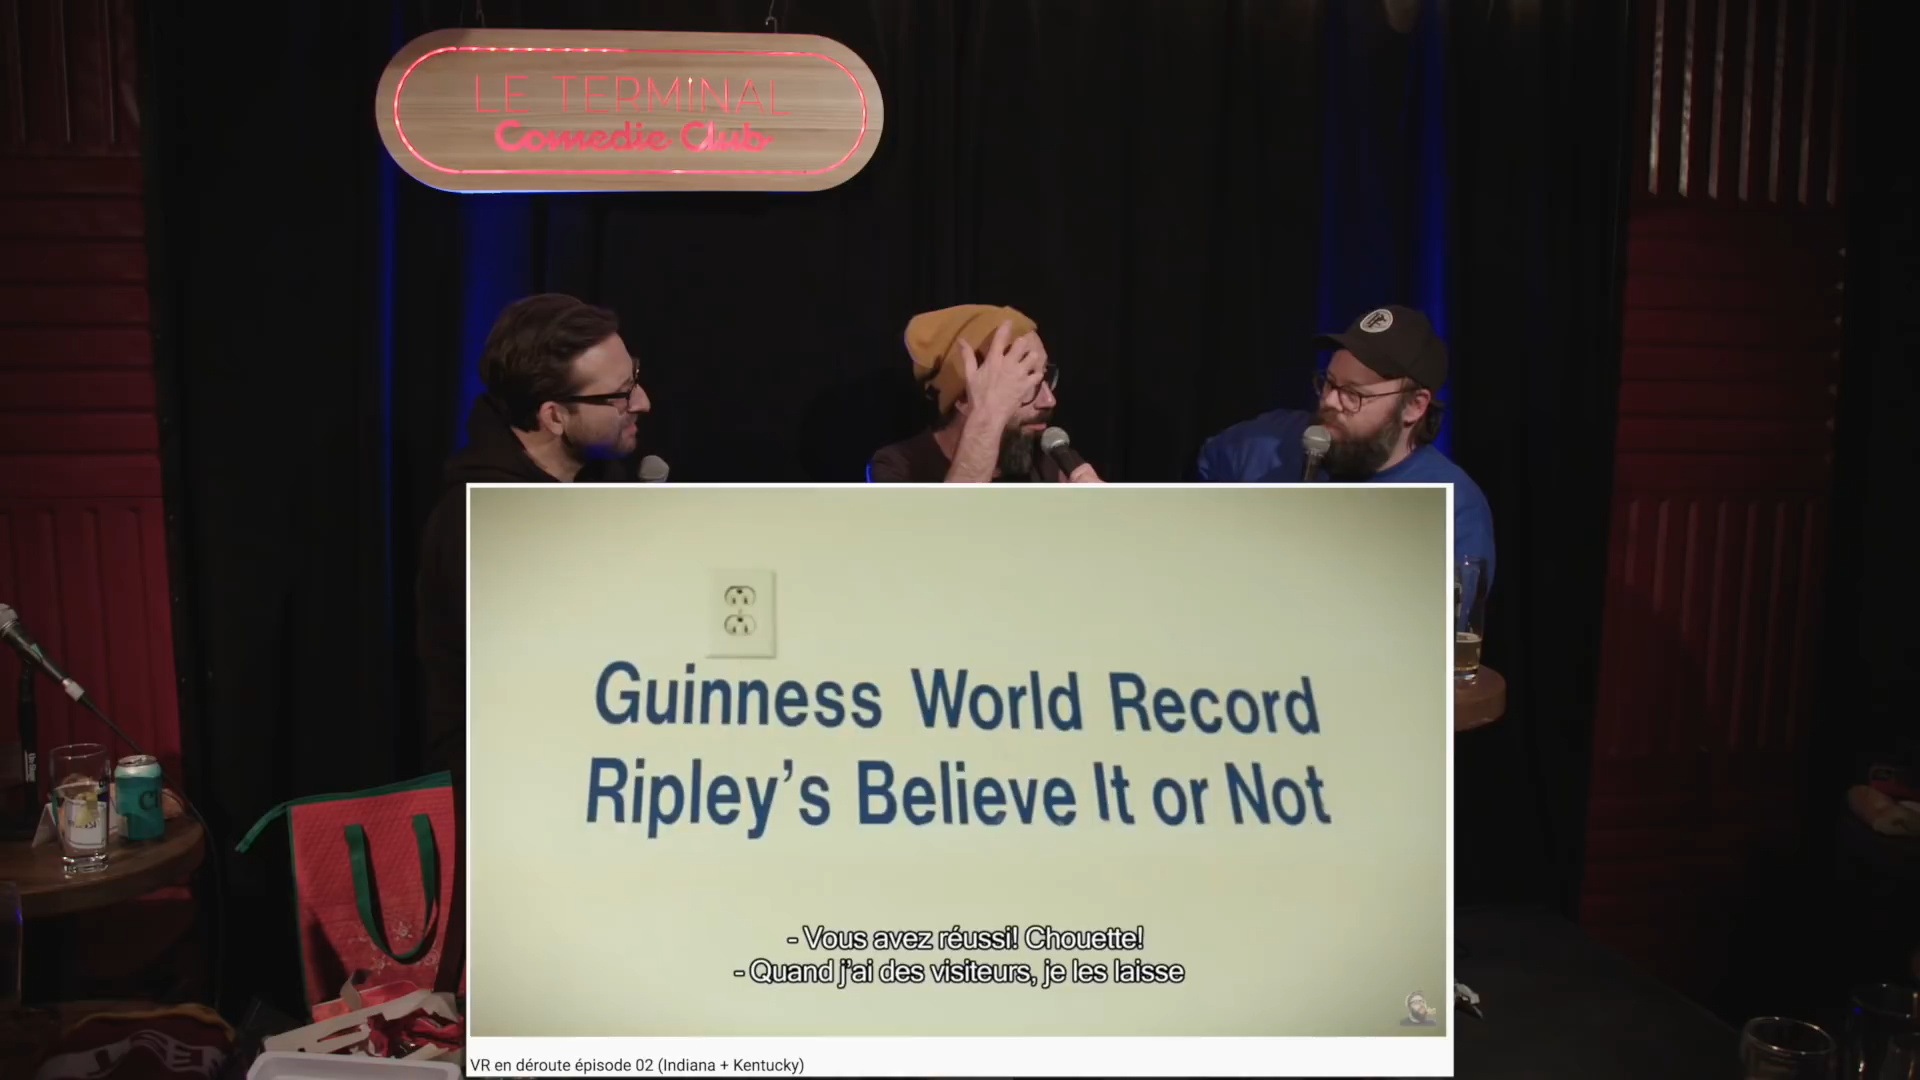 LE TERMINAL
Comedie Club
Guinness World Record
Ripley's Believe It or Not
- Vous avez réussi! Chouette!
- Quand j'ai des visiteurs, je les laisse
VR en déroute épisode 02 (Indiana + Kentucky)